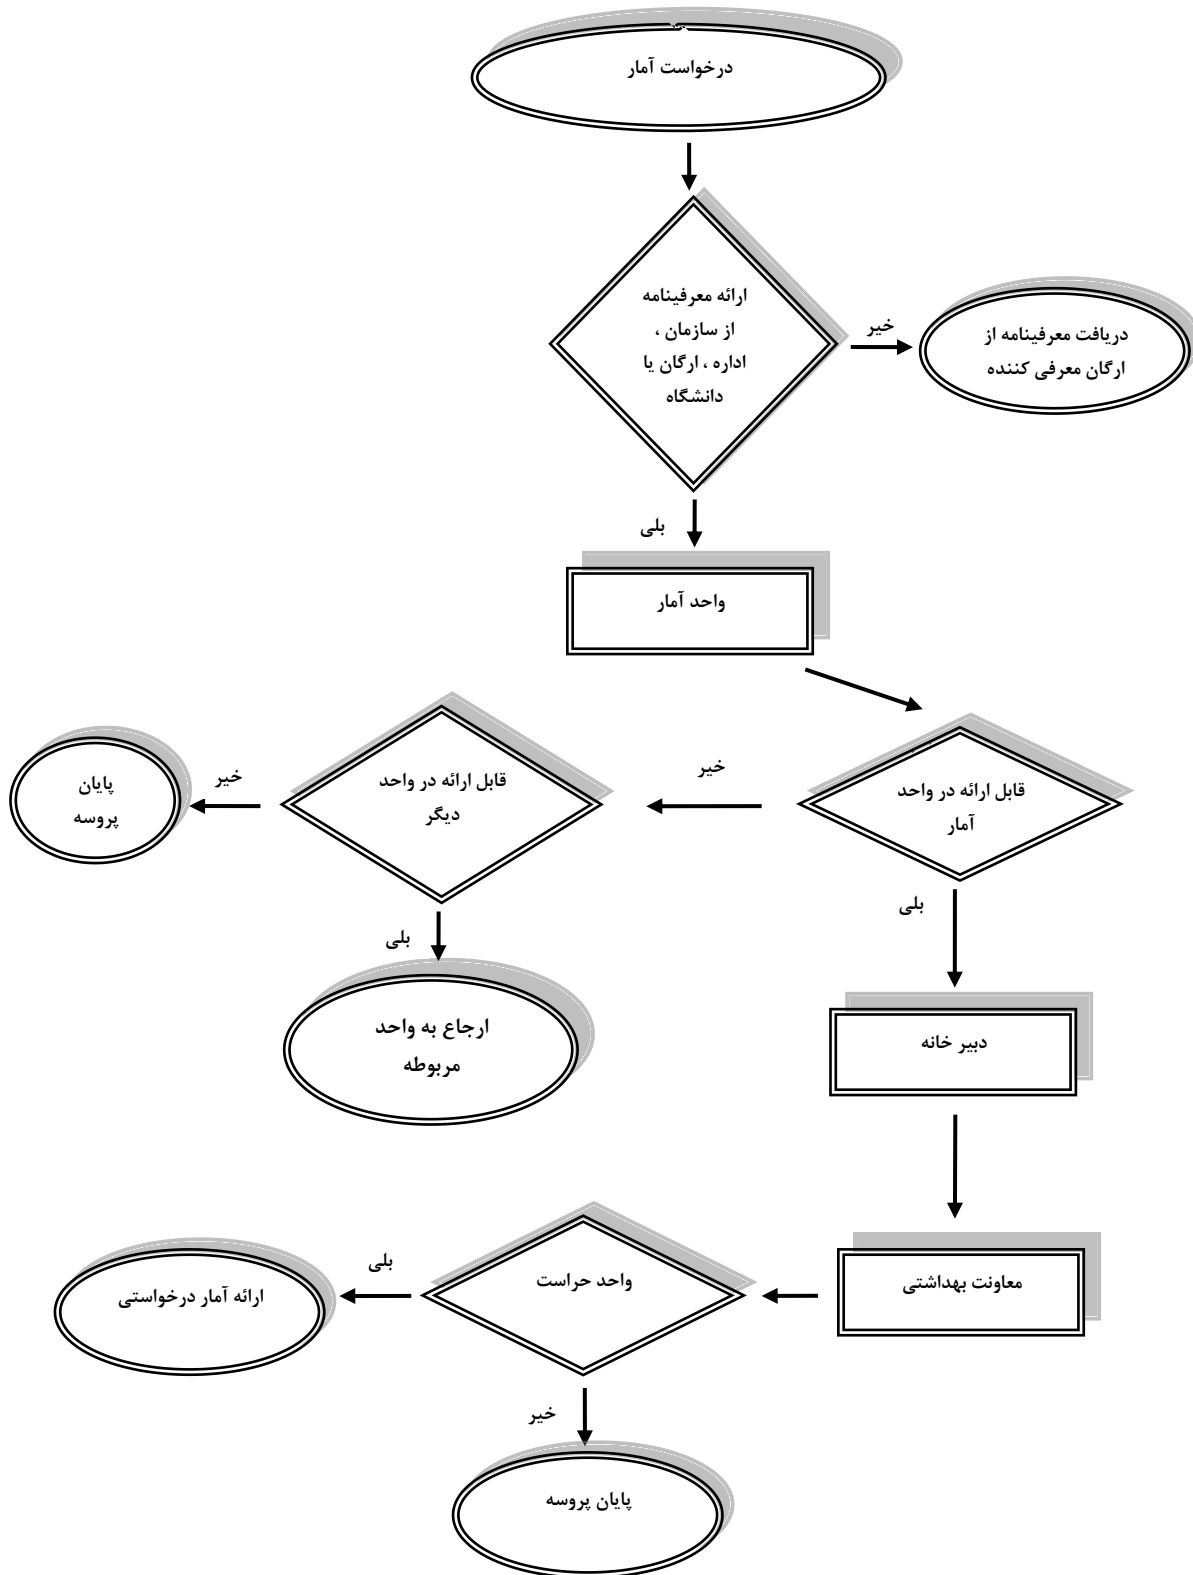 درخواست آمار
ارائه معرفینامه
از سازمان ،
اداره ، ارگان یا
دانشگاه
خیر
دریافت معرفینامه از
ارگان معرفی کننده
بلی
واحد آمار
قابل ارائه در واحد
آمار
خیر
قابل ارائه در واحد
دیگر
خیر
پایان
پروسه
بلی
ارجاع به واحد
مربوطه
بلی
دبیر خانه
معاونت بهداشتی
واحد حراست
بلی
ارائه آمار درخواستی
خیر
پایان پروسه